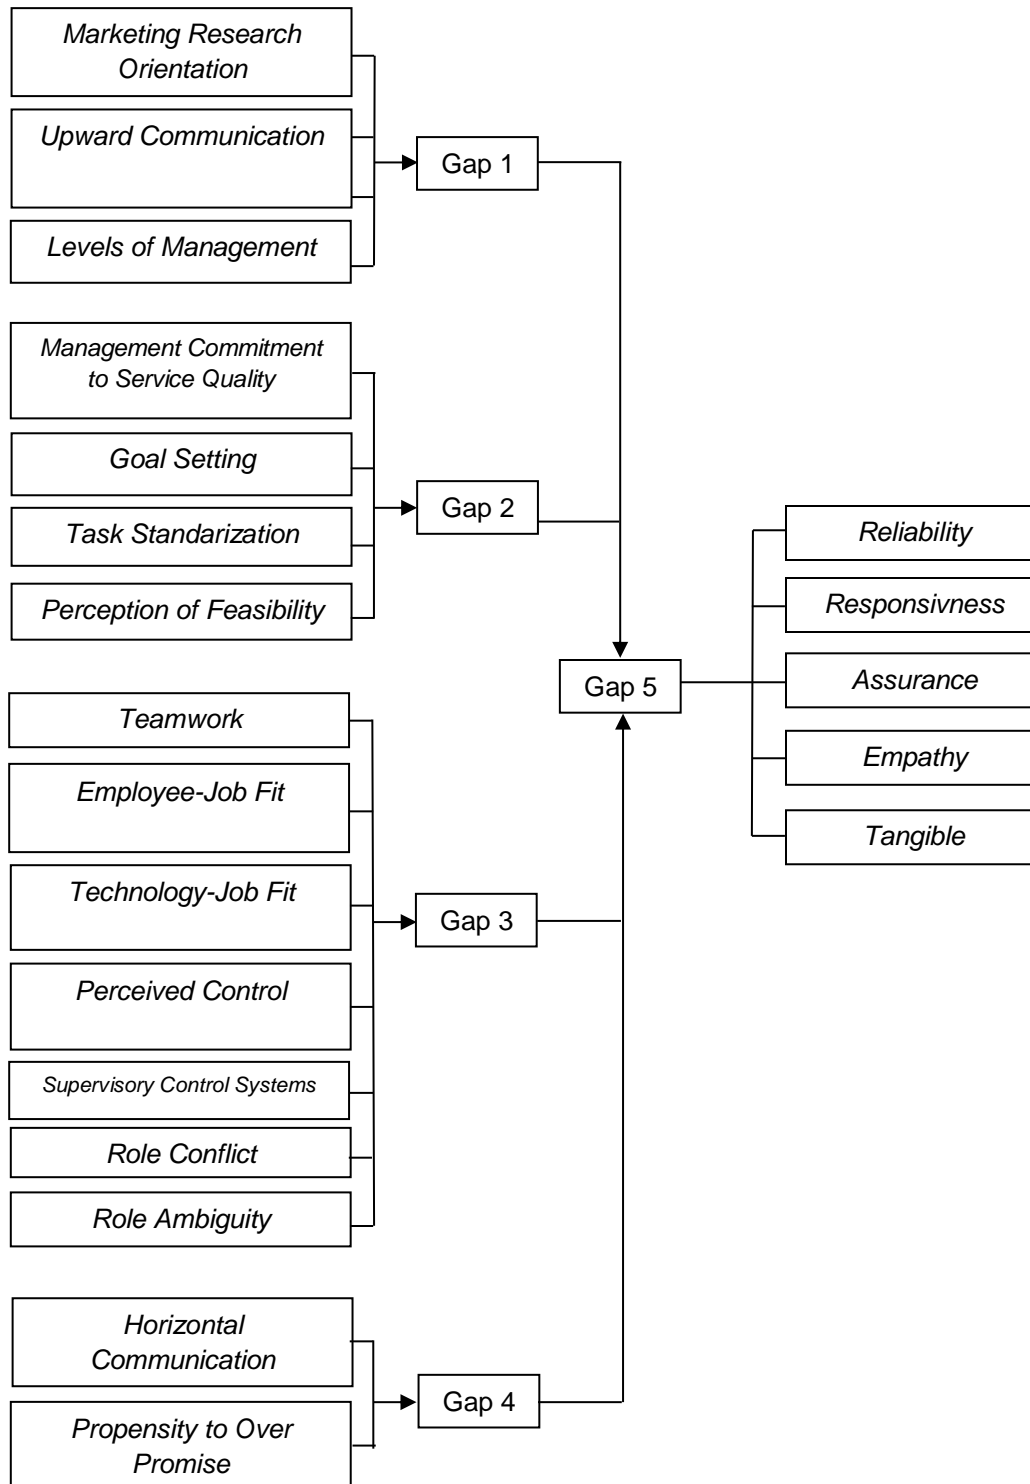 Marketing Research
Orientation
Upward Communication
Levels of Management
Gap 1
Management Commitment
to Service Quality
Goal Setting
Task Standarization
Perception of Feasibility
Gap 2
Teamwork
Employee-Job Fit
Technology-Job Fit
Perceived Control
Supervisory Control Systems
Role Conflict
Role Ambiguity
Gap 3
Horizontal
Communication
Propensity to Over
Promise
Gap 4
Gap 5
Reliability
Responsivness
Assurance
Empathy
Tangible